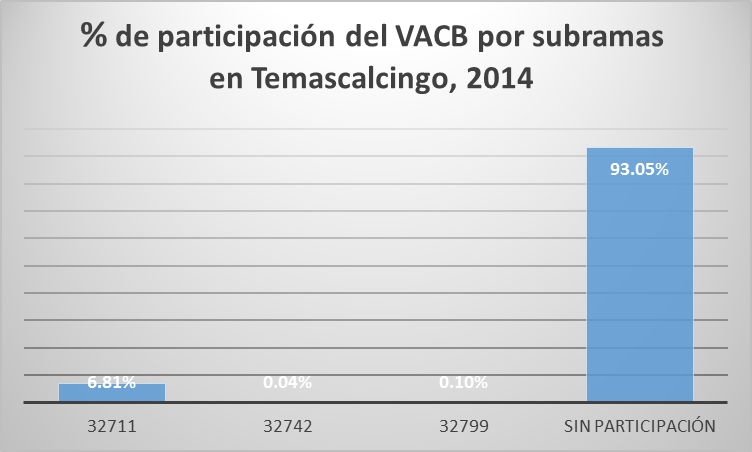 % de participación del VACB por subramas
en Temascalcingo, 2014
93.05%
6.81% 0.04% 0.10%
32711 32742 32799 SIN PARTICIPACIÓN